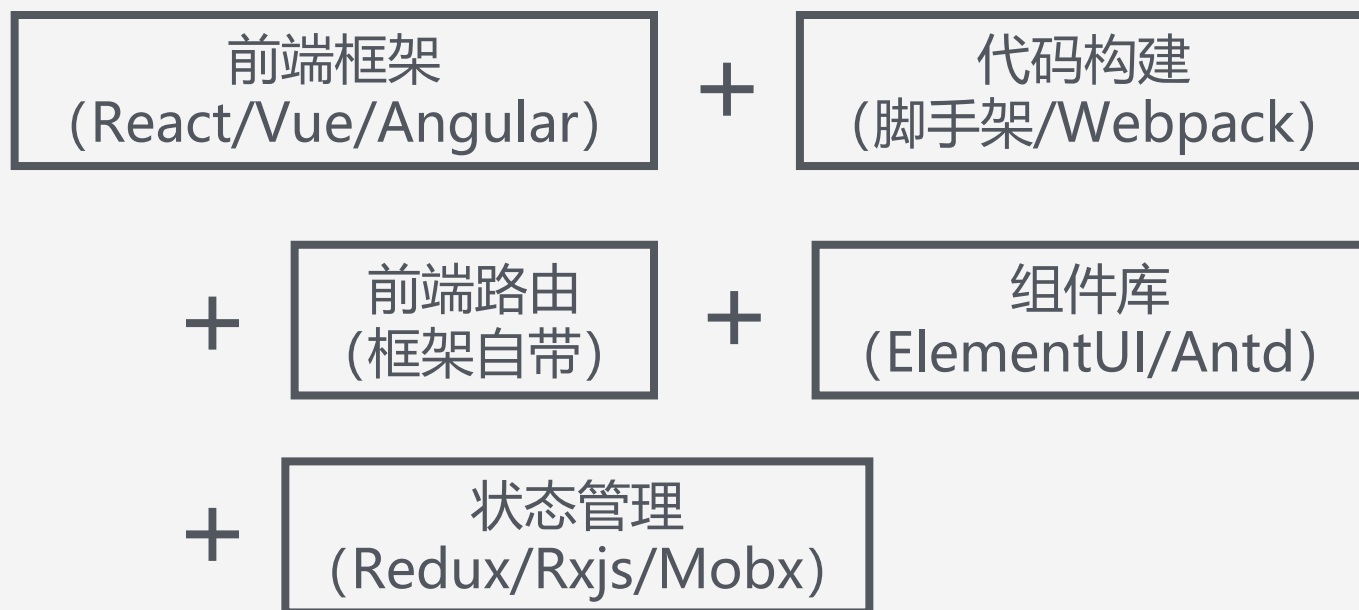 前端框架
（React/Vue/Angular）
+
代码构建
（脚手架/Webpack）
+
前端路由
（框架自带）
+
组件库
（ElementUI/Antd）
+
状态管理
（Redux/Rxjs/Mobx）